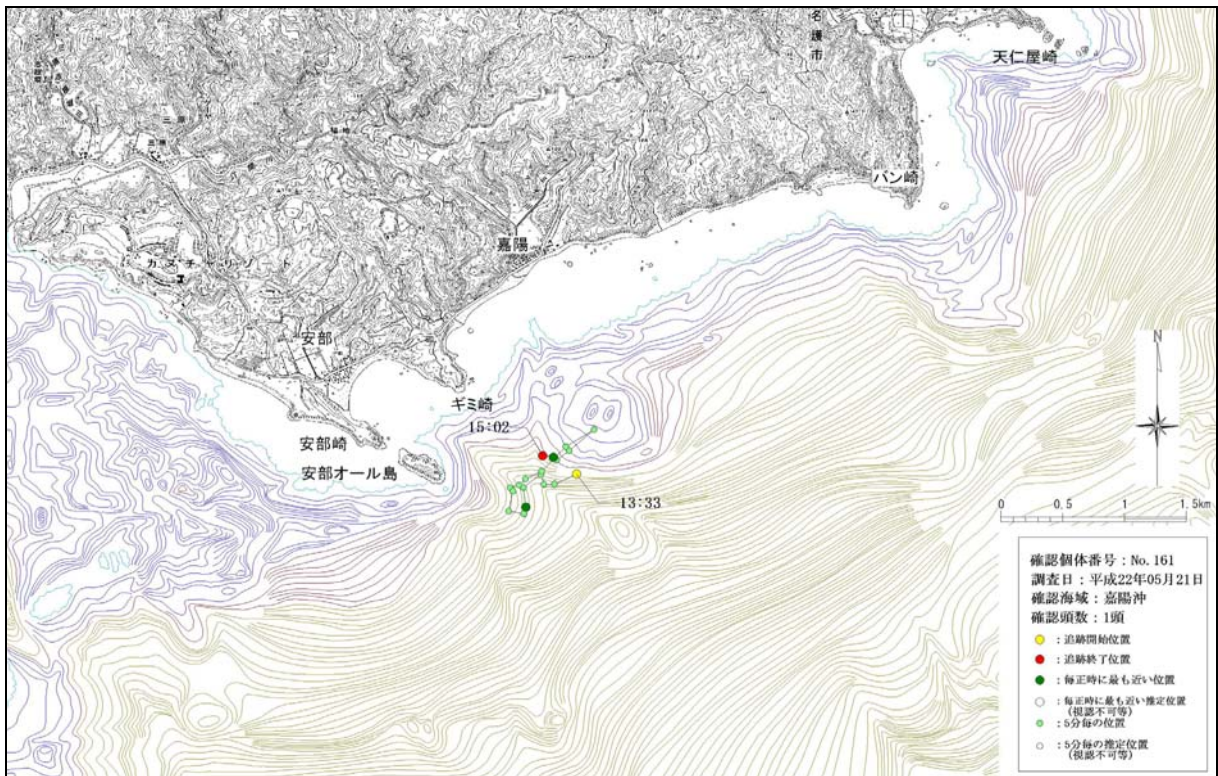 名護市
天仁屋崎
バン崎
嘉陽
三原
カヌチャリゾート
安部
ギミ崎
15:02
安部崎
安部オール島
13:33
N
0 0.5 1 1.5km
確認個体番号：No. 161
調査日：平成22年05月21日
確認海域：嘉陽沖
確認頭数：1頭
：追跡開始位置
：追跡終了位置
：毎正時に最も近い位置
：毎正時に最も近い推定位置
(視認不可等)
：5分毎の位置
：5分毎の推定位置
(視認不可等)